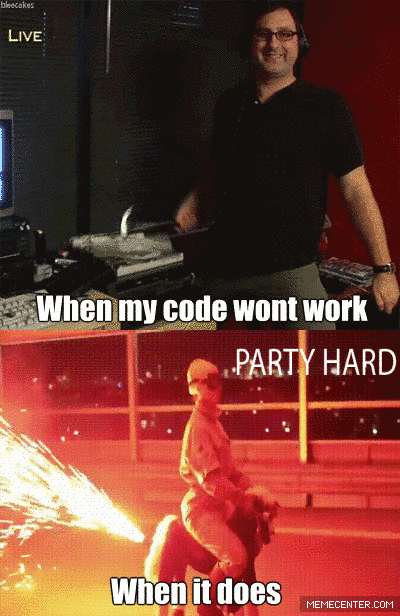 bleecakes
LIVE
When my code wont work
PARTY HARD
When it does
MEMECENTER.COM